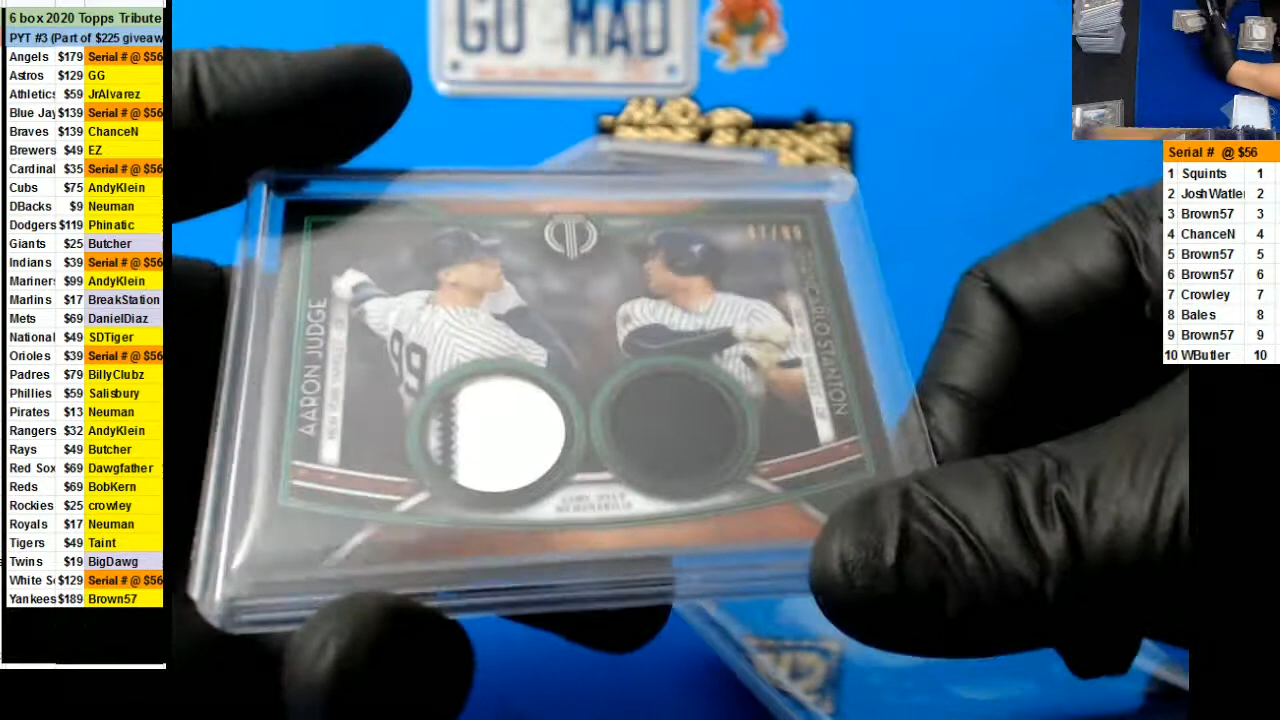 6 box 2020 Topps Tribute
PYT #3 (Part of $225 giveaw
Angels $179 Serial # @ $56
Astros $129 GG
Athletics $59 JrAlvarez
Blue Jay $139 Serial # @ $56
Braves $139 ChanceN
Brewers $49 EZ
Cardinal $35 Serial # @ $56
Cubs $75 AndyKlein
DBacks $9 Neuman
Dodgers $119 Phinatic
Giants $25 Butcher
Indians $39 Serial # @ $56
Mariners $99 AndyKlein
Marlins $17 BreakStation
Mets $69 DanielDiaz
National $49 SDTiger
Orioles $39 Serial # @ $56
Padres $79 BillyClubz
Phillies $59 Salisbury
Pirates $13 Neuman
Rangers $32 AndyKlein
Rays $49 Butcher
Red Sox $69 Dawgfather
Reds $69 BobKern
Rockies $25 crowley
Royals $17 Neuman
Tigers $49 Taint
Twins $19 BigDawg
White S $129 Serial # @ $56
Yankees $189 Brown57
GO MAD
AARON JUDGE
99
GIANCARLO STANTON
GAME-USED
MEMORABILIA
Serial # @ $56
1 Squints 1
2 JoshWatle 2
3 Brown57 3
4 ChanceN 4
5 Brown57 5
6 Brown57 6
7 Crowley 7
8 Bales 8
9 Brown57 9
10 WButler 10